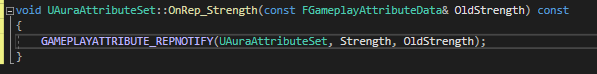 void UAuraAttributeSet::OnRep_Strength(const FGameplayAttributeData& OldStrength) const
{
GAMEPLAYATTRIBUTE_REPNOTIFY(UAuraAttributeSet, Strength, OldStrength);
}